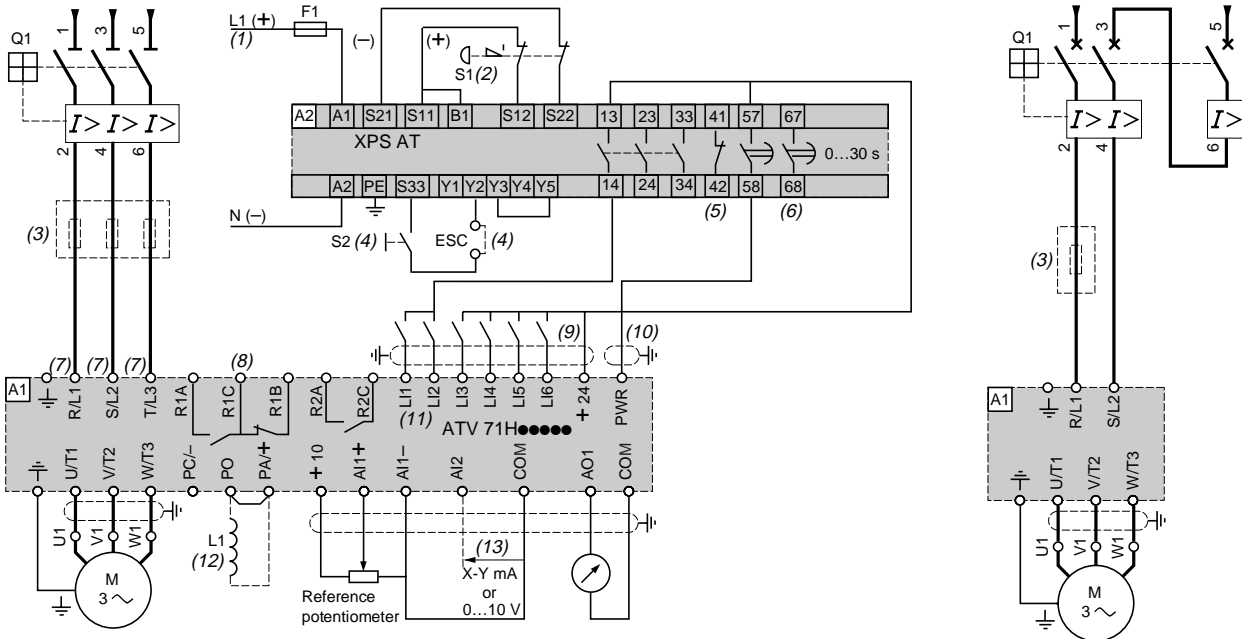 Q1
1
3
5
I> I> I>
2
4
6
(3)
L1 (+)
(1)
F1
(–)
(+)
S1 (2)
A2
A1 S21 S11 B1 S12 S22 13 23 33 41 57 67
XPS AT
0…30 s
A2 PE S33 Y1 Y2 Y3 Y4 Y5 14 24 34 42 58 68
(5)
(6)
N (–)
S2 (4)
ESC
(4)
(9)
(10)
(7) (7) (7)
(8)
A1
R/L1
S/L2
T/L3
R1A
R1C
R1B
R2A
R2C
LI1
LI2
LI3
LI4
LI5
LI6
+24
PWR
(11)
ATV 71H●●●●●
U/T1
V/T2
W/T3
PC/–
PO
PA/+
+10
AI1+
AI1–
AI2
COM
AO1
COM
U1
V1
W1
M
3 ~
L1
(12)
Reference
potentiometer
(13)
X-Y mA
or
0…10 V
Q1
1
3
5
I> I> I>
2
4
6
(3)
A1
R/L1
S/L2
U/T1
V/T2
W/T3
U1
V1
W1
M
3 ~